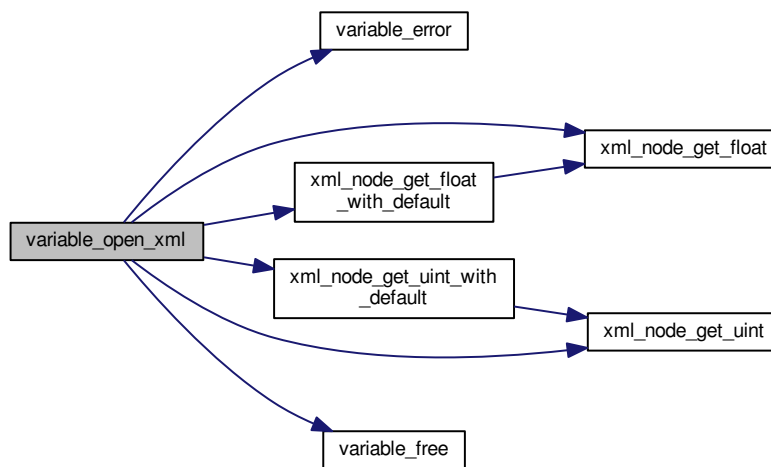 variable_error
xml_node_get_float
xml_node_get_float
_with_default
variable_open_xml
xml_node_get_uint_with
_default
xml_node_get_uint
variable_free